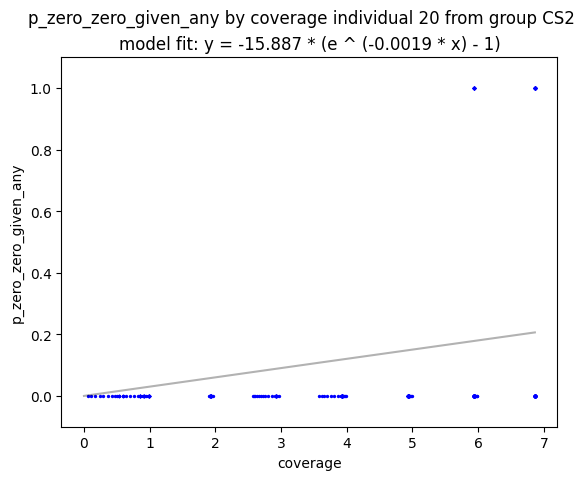 p_zero_zero_given_any by coverage individual 20 from group CS2
model fit: y = -15.887 * (e ^ (-0.0019 * x) - 1)
1.0
0.8
0.6
0.4
0.2
0.0
p_zero_zero_given_any
0 1 2 3 4 5 6 7
coverage